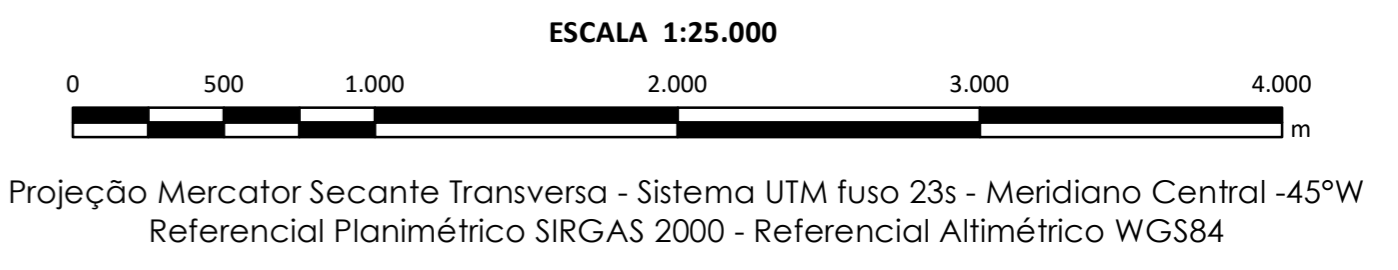 ESCALA 1:25.000
0 500 1.000 2.000 3.000 4.000
m
Projeção Mercator Secante Transversa - Sistema UTM fuso 23s - Meridiano Central -45°W
Referencial Planimétrico SIRGAS 2000 - Referencial Altimétrico WGS84